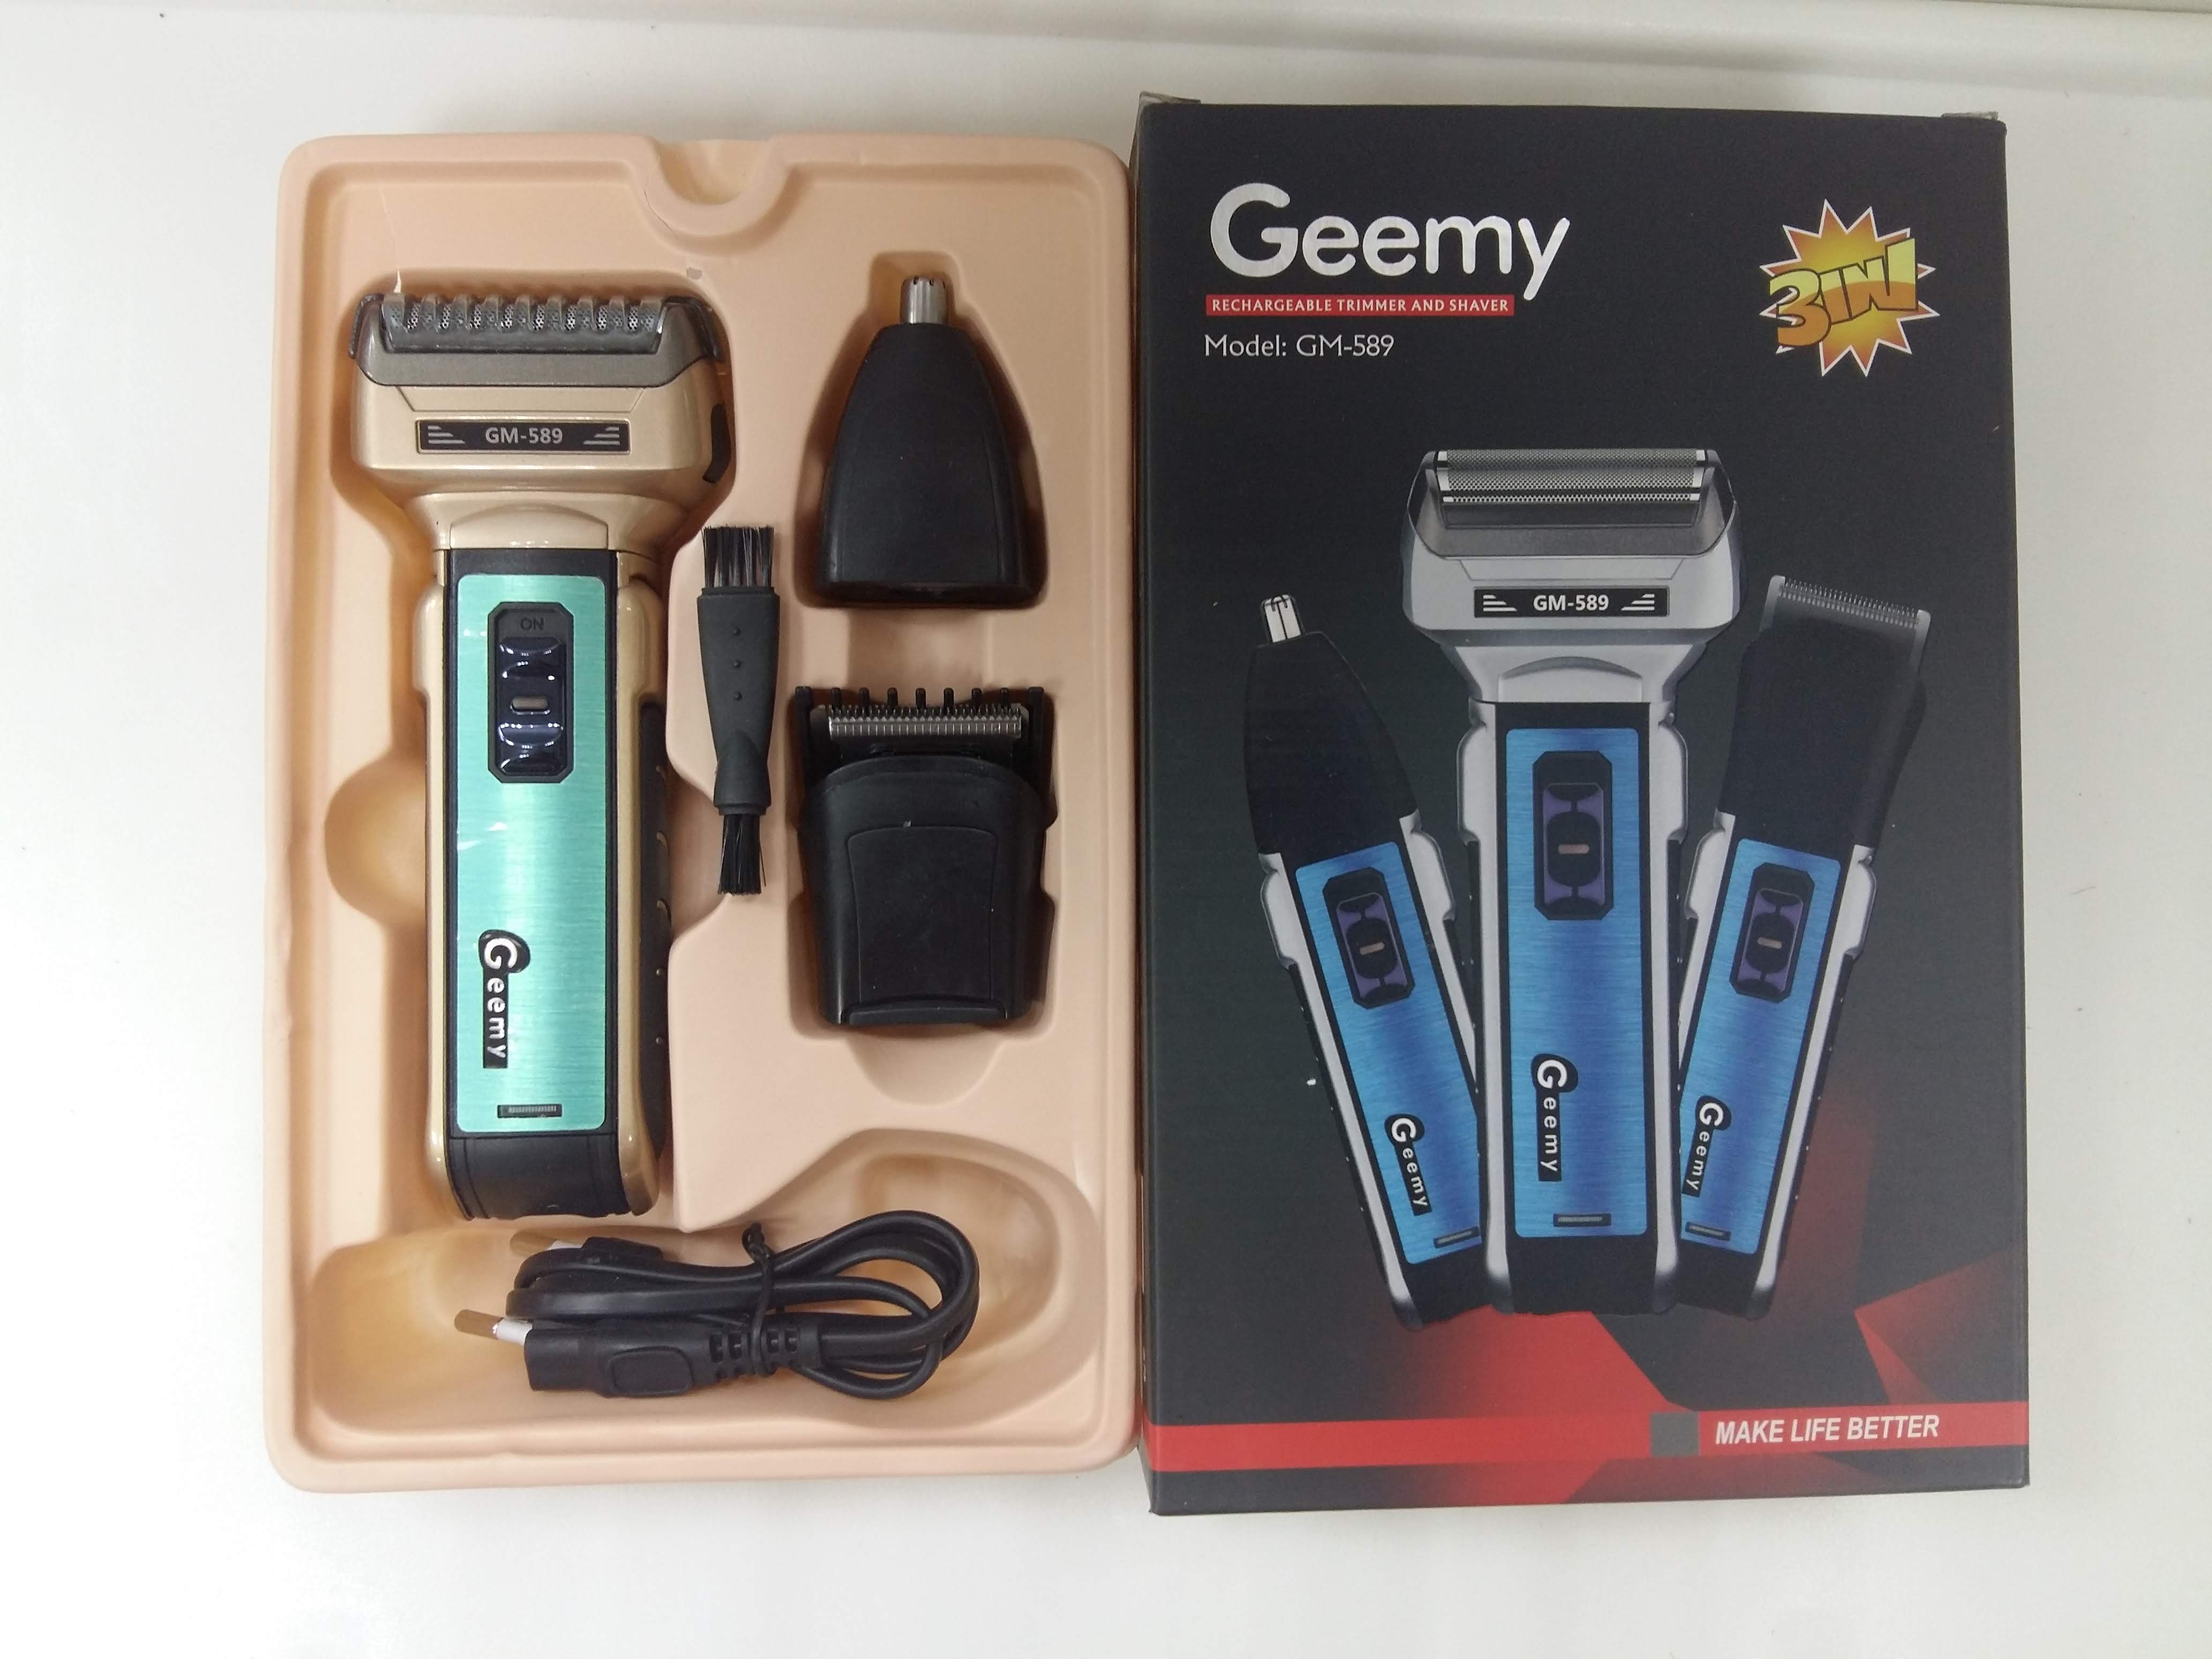 Geemy
RECHARGEABLE TRIMMER AND SHAVER
Model: GM-589
3IN1
GM-589
Geemy
Geemy
Geemy
MAKE LIFE BETTER
GM-589
ON
Geemy